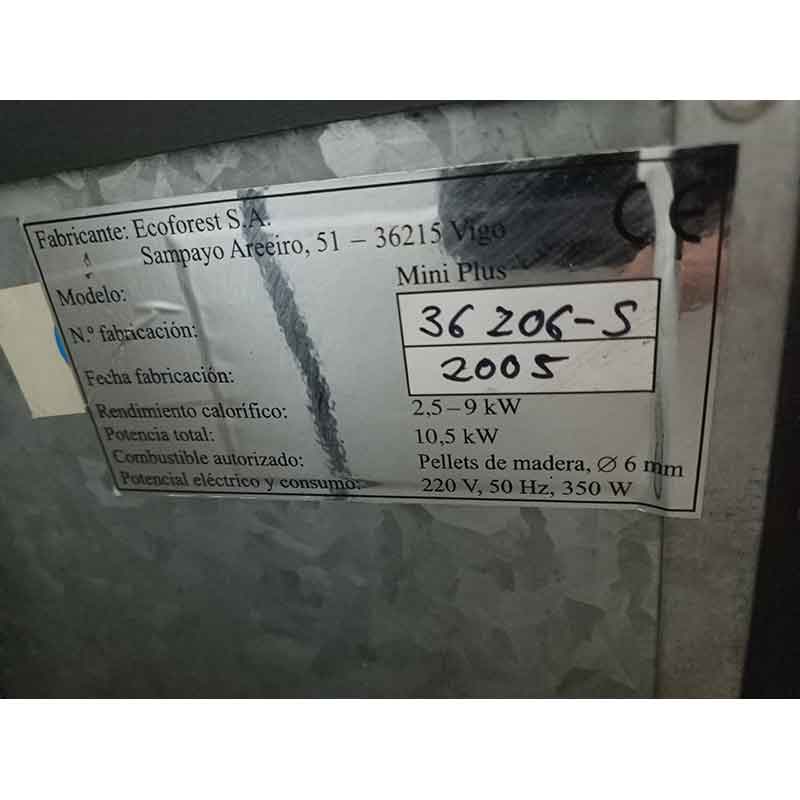 Fabricante: Ecoforest S.A.
Sampayo Areeiro, 51 – 36215 Vigo
CE
Modelo: Mini Plus
N.º fabricación: 36206-S
Fecha fabricación: 2005
Rendimiento calorífico: 2,5–9 kW
Potencia total: 10,5 kW
Combustible autorizado: Pellets de madera, Ø 6 mm
Potencial eléctrico y consumo: 220 V, 50 Hz, 350 W